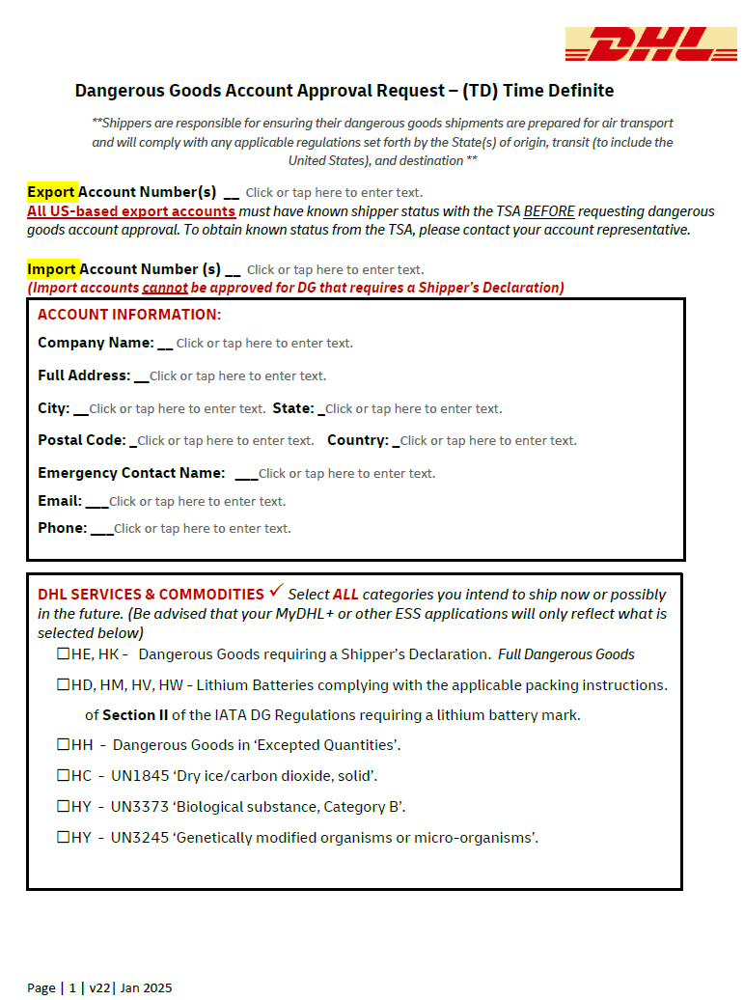 DHL
Dangerous Goods Account Approval Request – (TD) Time Definite
**Shippers are responsible for ensuring their dangerous goods shipments are prepared for air transport
and will comply with any applicable regulations set forth by the State(s) of origin, transit (to include the
United States), and destination **
Export Account Number(s) __ Click or tap here to enter text.
All US-based export accounts must have known shipper status with the TSA BEFORE requesting dangerous
goods account approval. To obtain known status from the TSA, please contact your account representative.
Import Account Number (s) __ Click or tap here to enter text.
(Import accounts cannot be approved for DG that requires a Shipper’s Declaration)
ACCOUNT INFORMATION:
Company Name: __ Click or tap here to enter text.
Full Address: __Click or tap here to enter text.
City: __Click or tap here to enter text. State: _Click or tap here to enter text.
Postal Code: _Click or tap here to enter text. Country: _Click or tap here to enter text.
Emergency Contact Name: ___Click or tap here to enter text.
Email: ___Click or tap here to enter text.
Phone: ___Click or tap here to enter text.
DHL SERVICES & COMMODITIES ✓ Select ALL categories you intend to ship now or possibly
in the future. (Be advised that your MyDHL+ or other ESS applications will only reflect what is
selected below)
☐HE, HK - Dangerous Goods requiring a Shipper’s Declaration. Full Dangerous Goods
☐HD, HM, HV, HW - Lithium Batteries complying with the applicable packing instructions.
of Section II of the IATA DG Regulations requiring a lithium battery mark.
☐HH - Dangerous Goods in ‘Excepted Quantities’.
☐HC - UN1845 ‘Dry ice/carbon dioxide, solid’.
☐HY - UN3373 ‘Biological substance, Category B’.
☐HY - UN3245 ‘Genetically modified organisms or micro-organisms’.
Page | 1 | v22| Jan 2025